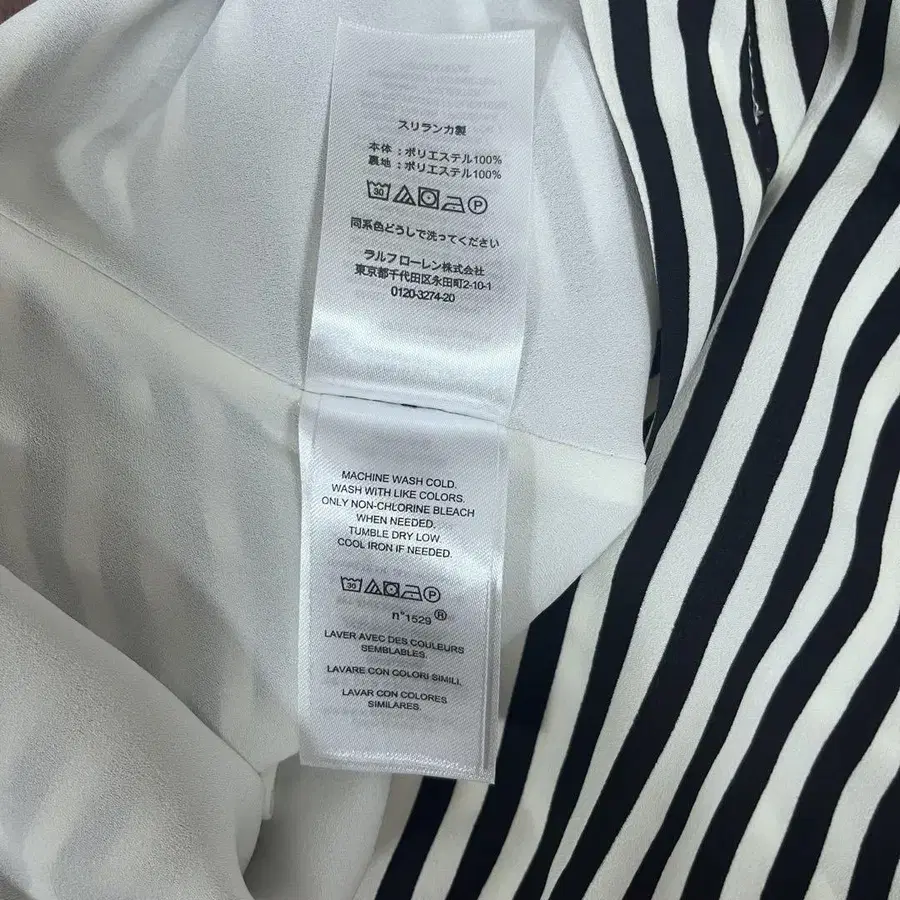 スリランカ製
本体：ポリエステル100%
裏地：ポリエステル100%
30 P
同系色どうしで洗ってください
ラルフ ローレン株式会社
東京都千代田区永田町2-10-1
0120-3274-20
MACHINE WASH COLD.
WASH WITH LIKE COLORS.
ONLY NON-CHLORINE BLEACH
WHEN NEEDED.
TUMBLE DRY LOW.
COOL IRON IF NEEDED.
30 P
n°1529®
LAVER AVEC DES COULEURS
SEMBLABLES.
LAVARE CON COLORI SIMILI.
LAVAR CON COLORES
SIMILARES.